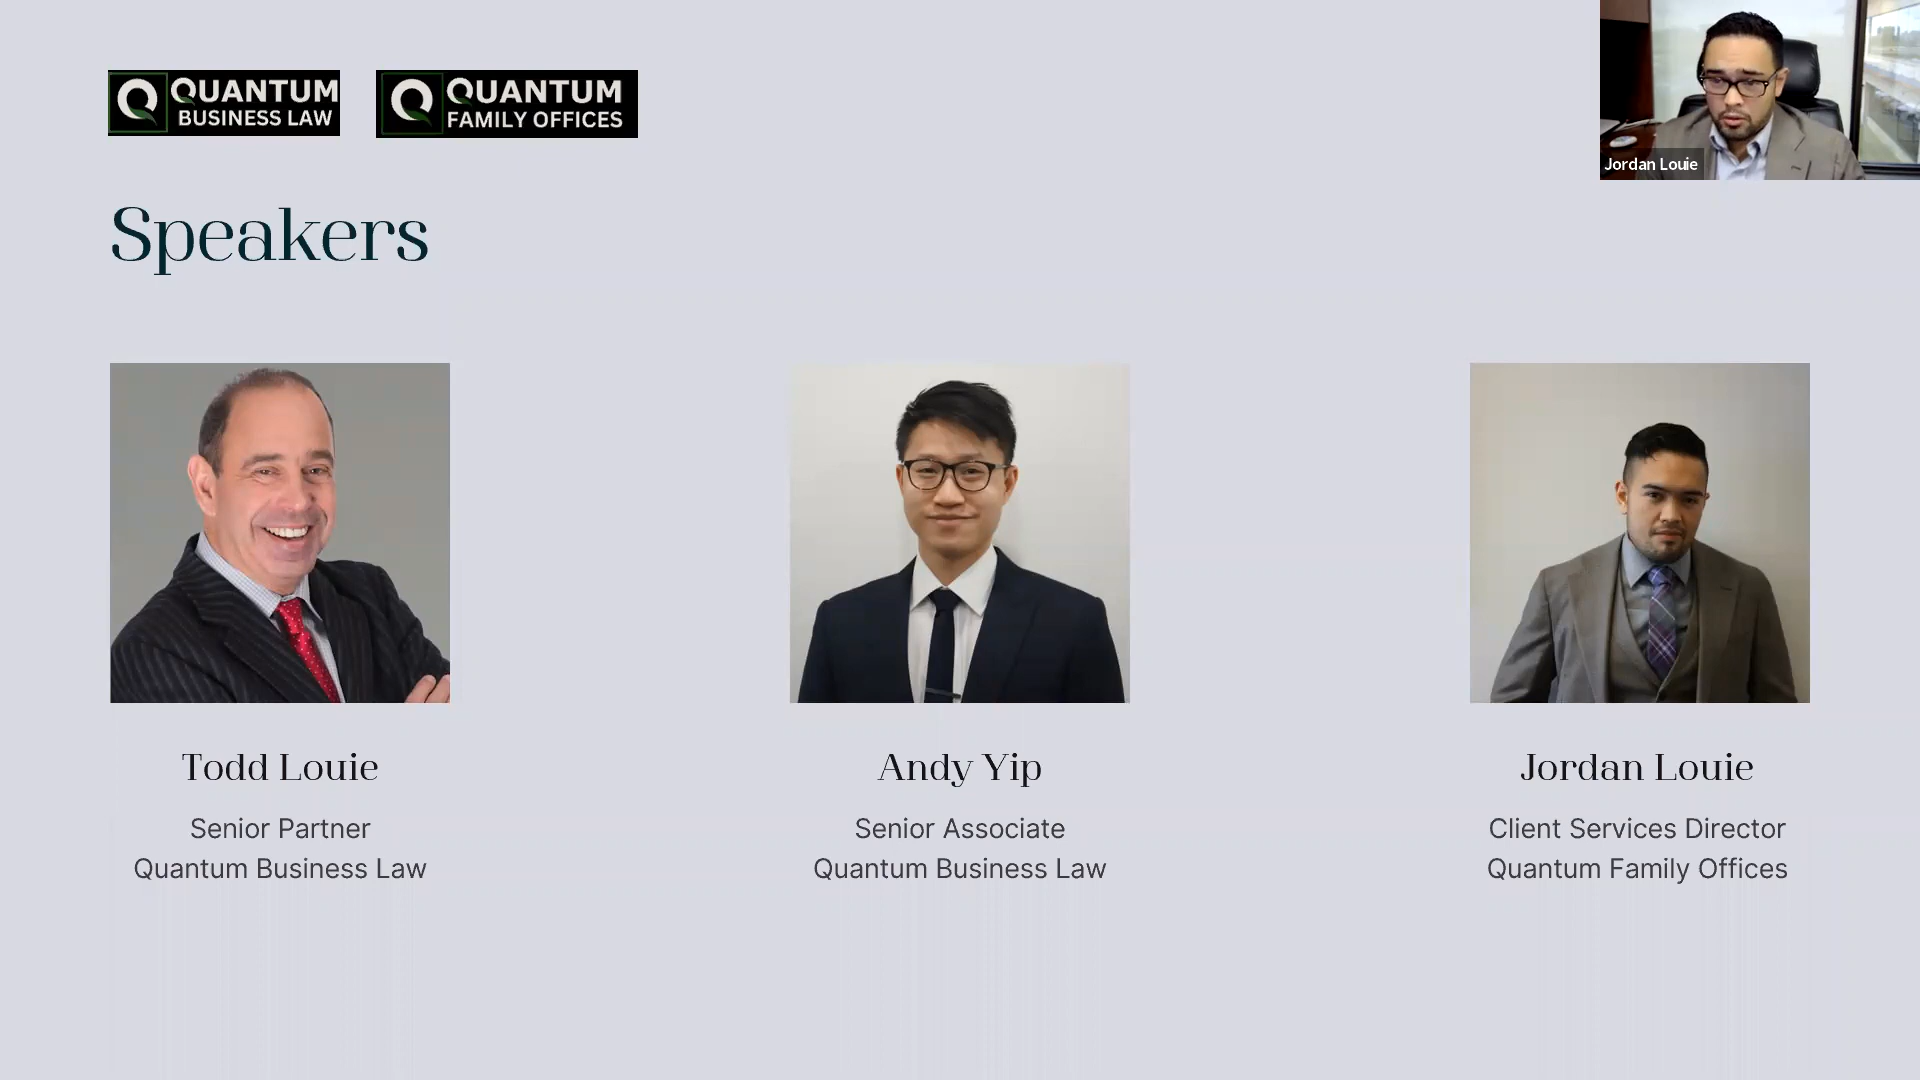 QUANTUM
BUSINESS LAW
QUANTUM
FAMILY OFFICES
Jordan Louie
Speakers
Todd Louie
Senior Partner
Quantum Business Law
Andy Yip
Senior Associate
Quantum Business Law
Jordan Louie
Client Services Director
Quantum Family Offices